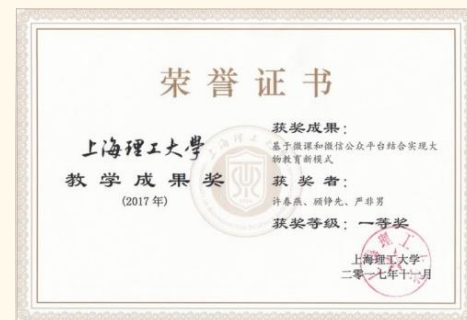 荣誉证书
上海理工大学
教学成果奖
(2017年)
获奖成果：
基于微课和微信公众平台结合实现大
物教育新模式
获奖者：
许春燕、顾铮先、严非男
获奖等级：一等奖
上海理工大学
二零一七年十一月